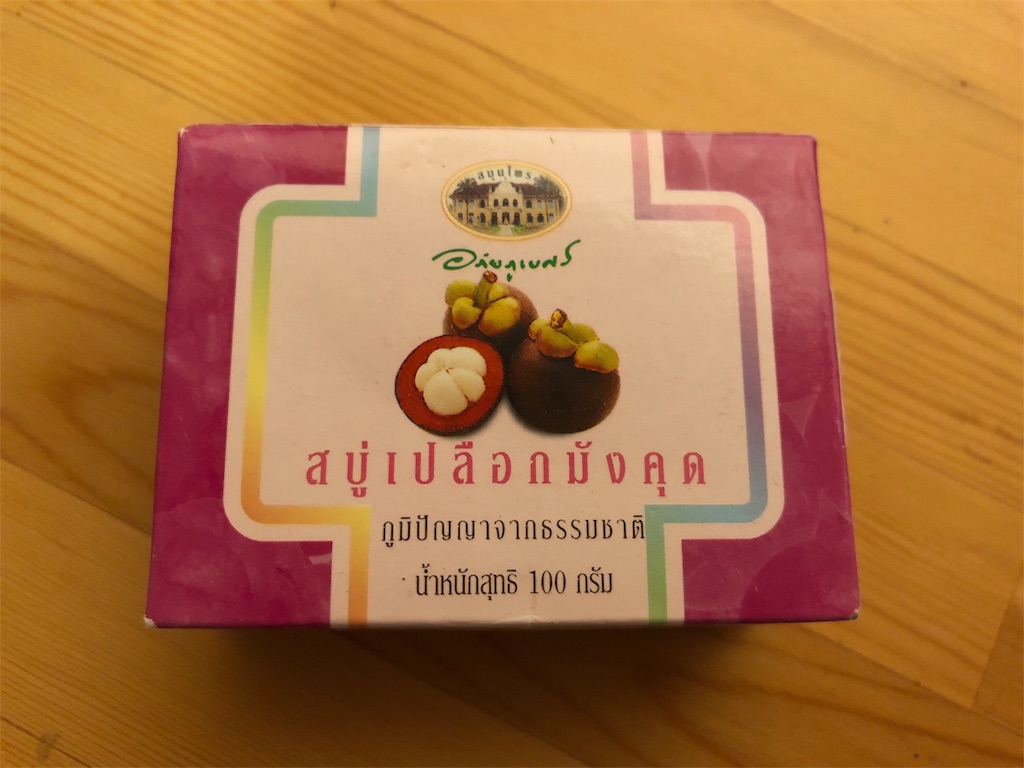 สมุนไพร
อภัยภูเบศร
สบู่เปลือกมังคุด
ภูมิปัญญาจากธรรมชาติ
น้ำหนักสุทธิ 100 กรัม